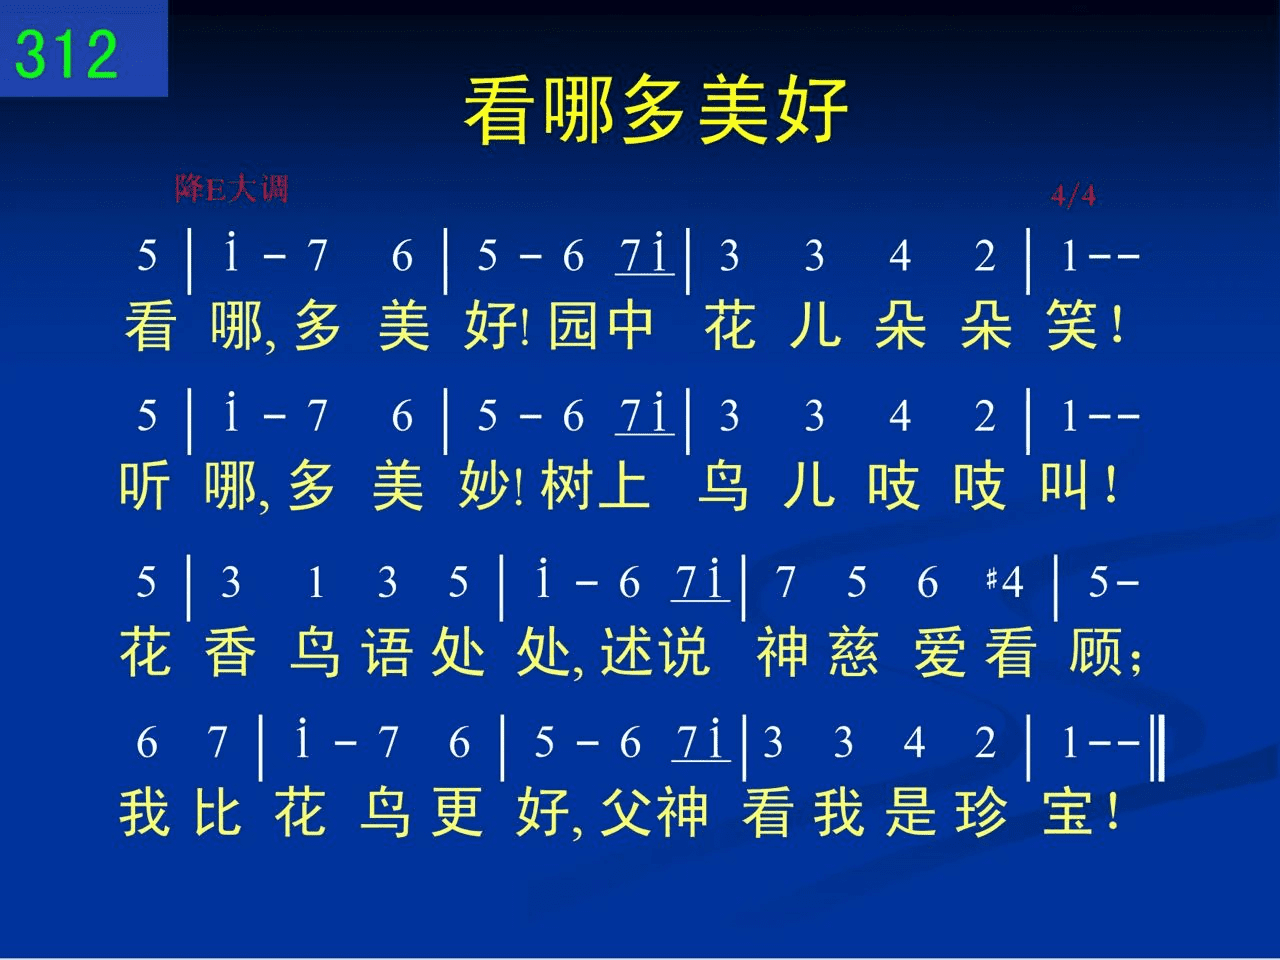 312
看哪多美好
降E大调 4/4
5 | i̇ - 7 6 | 5 - 6 7 i̇ | 3 3 4 2 | 1--
看 哪, 多 美 好! 园中 花 儿 朵 朵 笑!
5 | i̇ - 7 6 | 5 - 6 7 i̇ | 3 3 4 2 | 1--
听 哪, 多 美 妙! 树上 鸟 儿 吱 吱 叫!
5 | 3 1 3 5 | i̇ - 6 7 i̇ | 7 5 6 #4 | 5-
花 香 鸟 语 处 处, 述说 神 慈 爱 看 顾;
6 7 | i̇ - 7 6 | 5 - 6 7 i̇ | 3 3 4 2 | 1--‖
我 比 花 鸟 更 好, 父神 看 我 是 珍 宝!